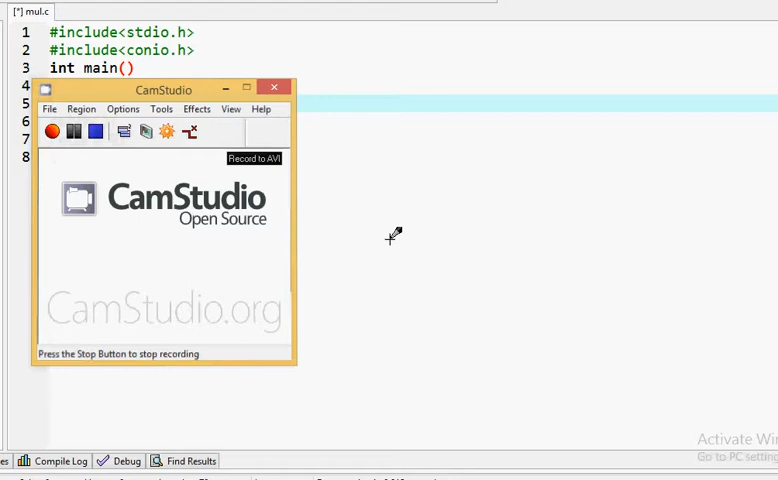 [*] mul.c
1 #include<stdio.h>
2 #include<conio.h>
3 int main()
4
5
6
7
8
CamStudio
File Region Options Tools Effects View Help
Record to AVI
CamStudio
Open Source
CamStudio.org
Press the Stop Button to stop recording
Activate Win
Go to PC setting
es Compile Log Debug Find Results